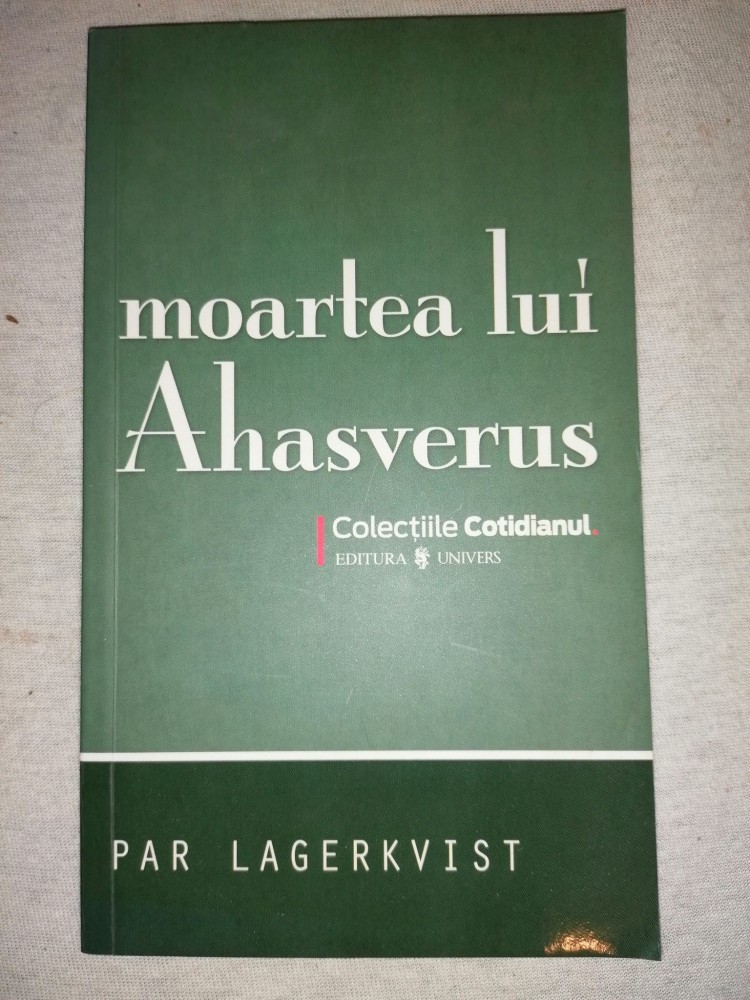 moartea lui
Ahasverus
Colecțiile Cotidianul.
EDITURA UNIVERS
PAR LAGERKVIST